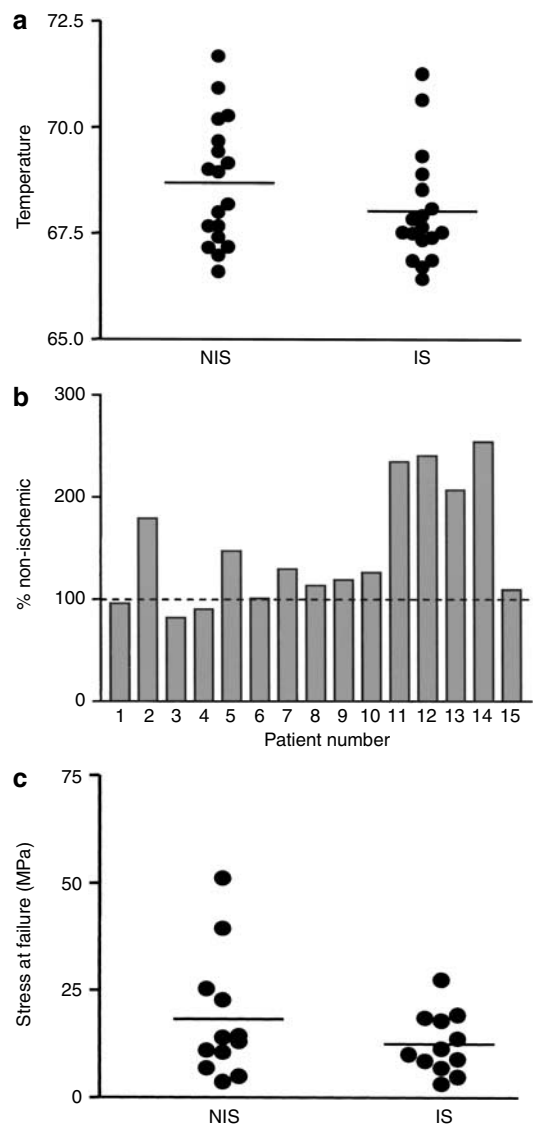 a
72.5
70.0
67.5
65.0
Temperature
NIS IS
b
300
200
100
0
% non-ischemic
1 2 3 4 5 6 7 8 9 10 11 12 13 14 15
Patient number
c
75
50
25
0
Stress at failure (MPa)
NIS IS